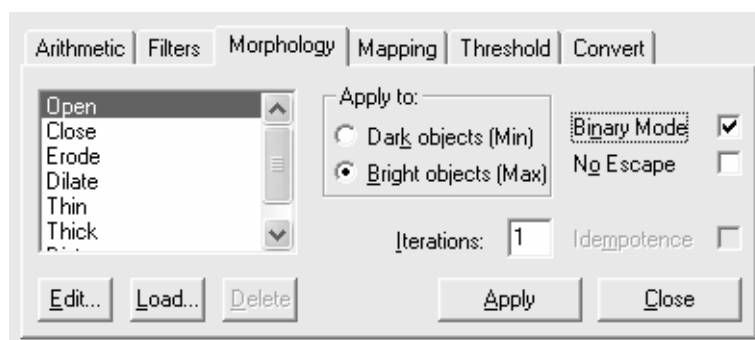 Arithmetic Filters Morphology Mapping Threshold Convert
Open
Close
Erode
Dilate
Thin
Thick
Apply to:
Dark objects (Min)
Bright objects (Max)
Binary Mode
No Escape
Iterations: 1
Idempotence
Edit... Load... Delete Apply Close